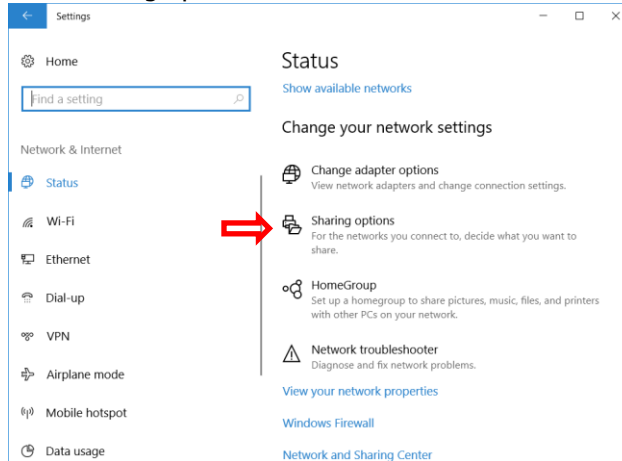 Settings
Home
Find a setting
Network & Internet
Status
Wi-Fi
Ethernet
Dial-up
VPN
Airplane mode
Mobile hotspot
Data usage
Status
Show available networks
Change your network settings
Change adapter options
View network adapters and change connection settings.
Sharing options
For the networks you connect to, decide what you want to
share.
HomeGroup
Set up a homegroup to share pictures, music, files, and printers
with other PCs on your network.
Network troubleshooter
Diagnose and fix network problems.
View your network properties
Windows Firewall
Network and Sharing Center